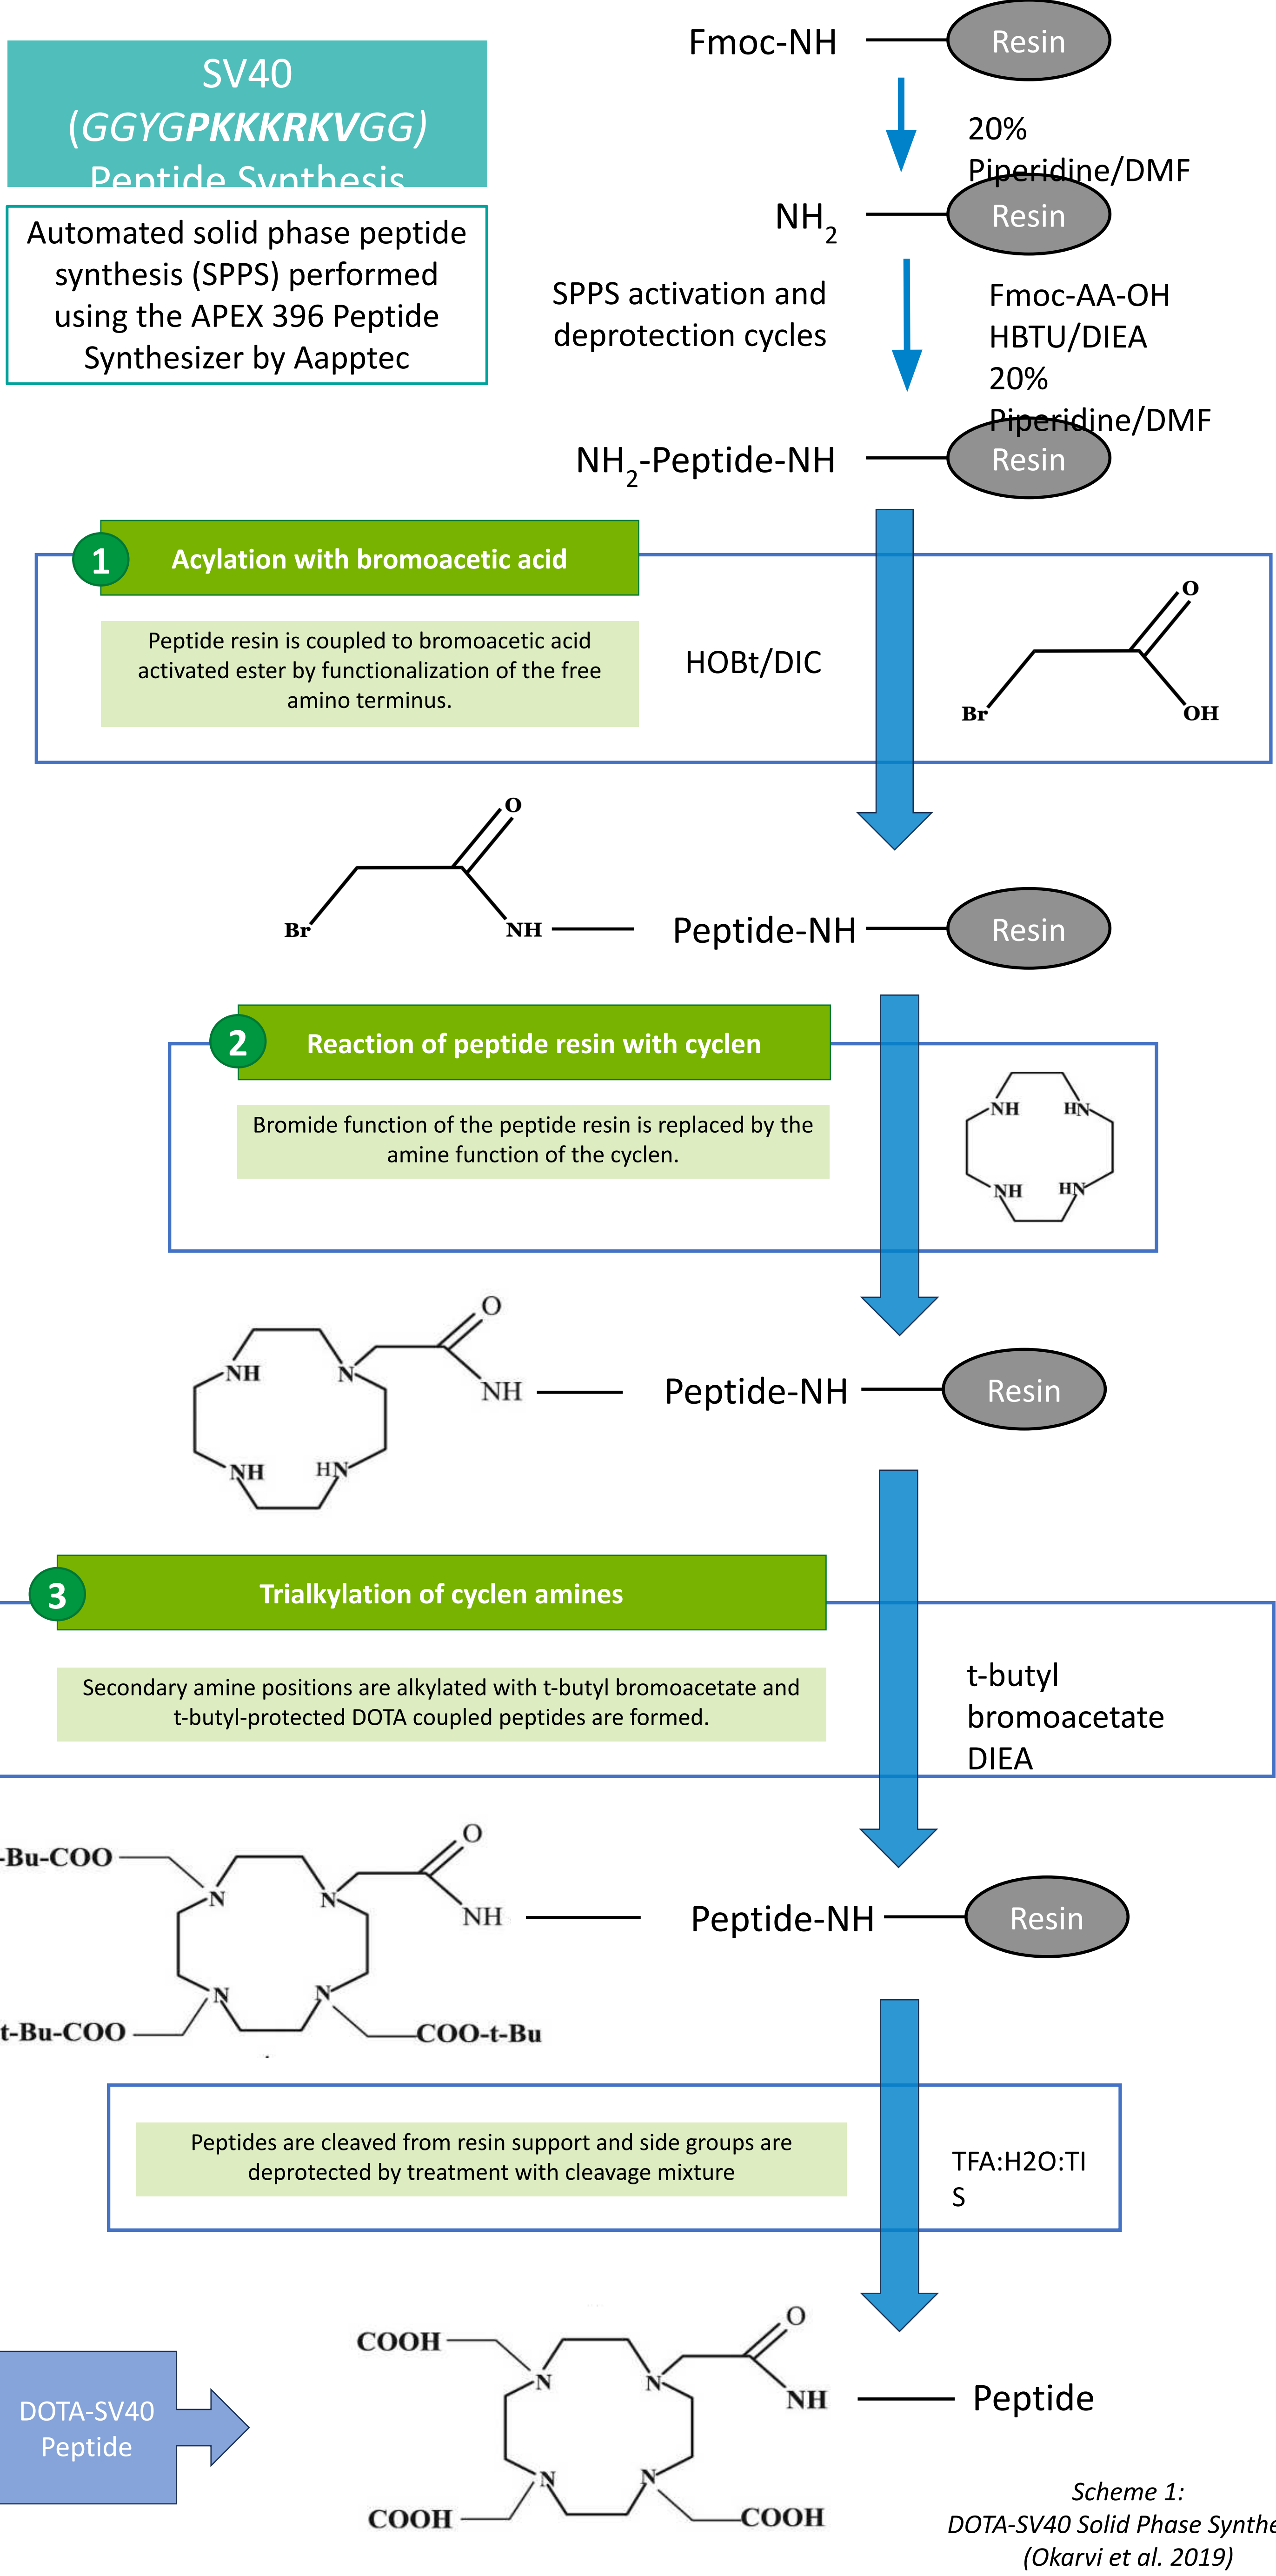 SV40
(GGYGPKKKRKVGG)
Peptide Synthesis
Automated solid phase peptide
synthesis (SPPS) performed
using the APEX 396 Peptide
Synthesizer by Aapptec
Fmoc-NH
Resin
20%
Piperidine/DMF
NH2
Resin
SPPS activation and
deprotection cycles
Fmoc-AA-OH
HBTU/DIEA
20%
Piperidine/DMF
NH2-Peptide-NH
Resin
1
Acylation with bromoacetic acid
Peptide resin is coupled to bromoacetic acid
activated ester by functionalization of the free
amino terminus.
HOBt/DIC
O
Br
OH
O
Br
NH
Peptide-NH
Resin
2
Reaction of peptide resin with cyclen
Bromide function of the peptide resin is replaced by the
amine function of the cyclen.
NH
HN
NH
HN
O
NH
N
NH
Peptide-NH
Resin
NH
HN
3
Trialkylation of cyclen amines
Secondary amine positions are alkylated with t-butyl bromoacetate and
t-butyl-protected DOTA coupled peptides are formed.
t-butyl
bromoacetate
DIEA
O
-Bu-COO
N
N
NH
Peptide-NH
Resin
N
N
t-Bu-COO
COO-t-Bu
Peptides are cleaved from resin support and side groups are
deprotected by treatment with cleavage mixture
TFA:H2O:TI
S
DOTA-SV40
Peptide
O
COOH
N
N
NH
Peptide
N
N
COOH
COOH
Scheme 1:
DOTA-SV40 Solid Phase Synthe
(Okarvi et al. 2019)